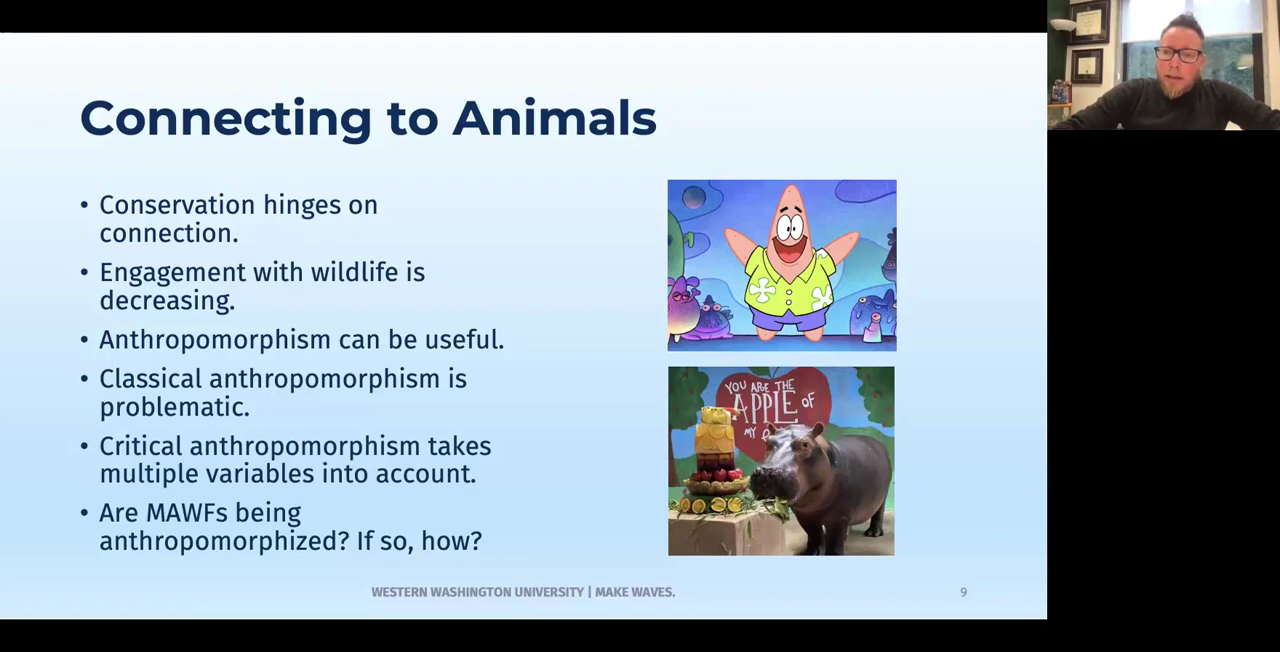 Connecting to Animals
• Conservation hinges on
connection.
• Engagement with wildlife is
decreasing.
• Anthropomorphism can be useful.
• Classical anthropomorphism is
problematic.
• Critical anthropomorphism takes
multiple variables into account.
• Are MAWFs being
anthropomorphized? If so, how?
YOU ARE THE
APPLE OF
MY
WESTERN WASHINGTON UNIVERSITY | MAKE WAVES.
9